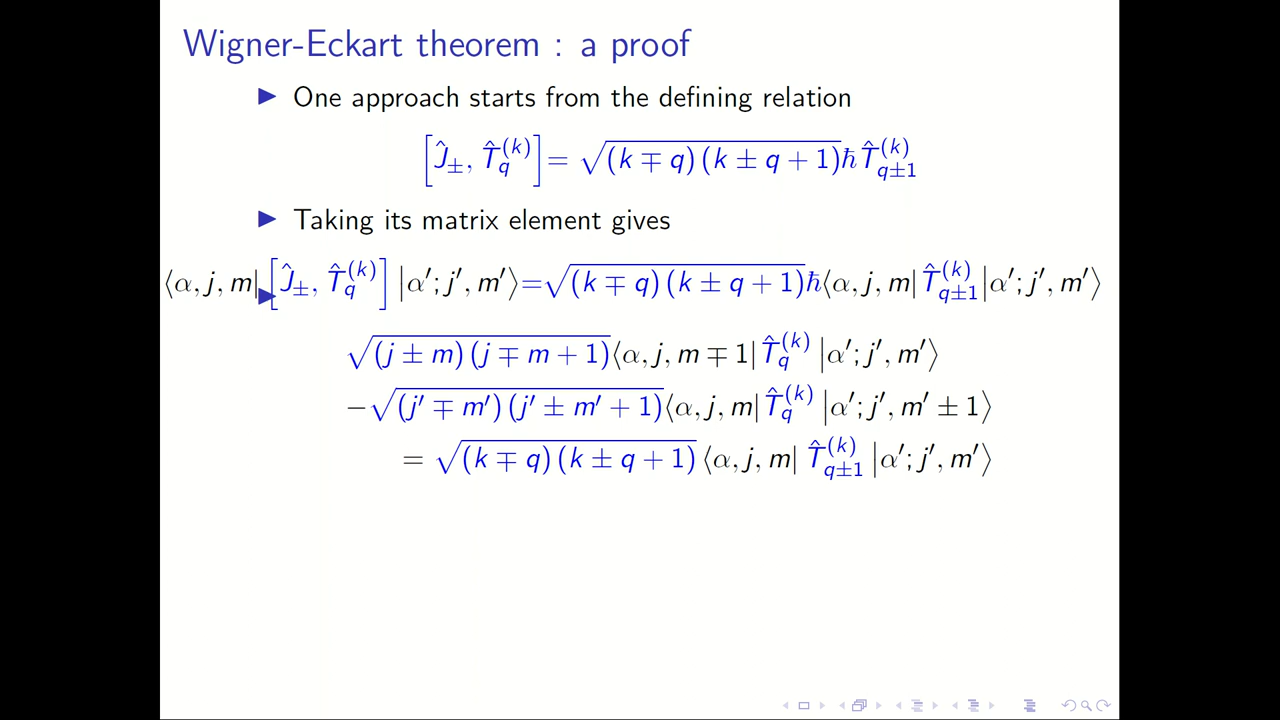 Wigner-Eckart theorem : a proof
▶ One approach starts from the defining relation
[Ĵ±, T̂q^(k)] = √(k ∓ q) (k ± q + 1) ħ T̂q±1^(k)
▶ Taking its matrix element gives
⟨α, j, m| [Ĵ±, T̂q^(k)] |α′; j′, m′⟩ = √(k ∓ q) (k ± q + 1) ħ ⟨α, j, m| T̂q±1^(k) |α′; j′, m′⟩
▶
√(j ± m) (j ∓ m + 1) ⟨α, j, m ∓ 1| T̂q^(k) |α′; j′, m′⟩
−√(j′ ∓ m′) (j′ ± m′ + 1) ⟨α, j, m| T̂q^(k) |α′; j′, m′ ± 1⟩
= √(k ∓ q) (k ± q + 1) ⟨α, j, m| T̂q±1^(k) |α′; j′, m′⟩